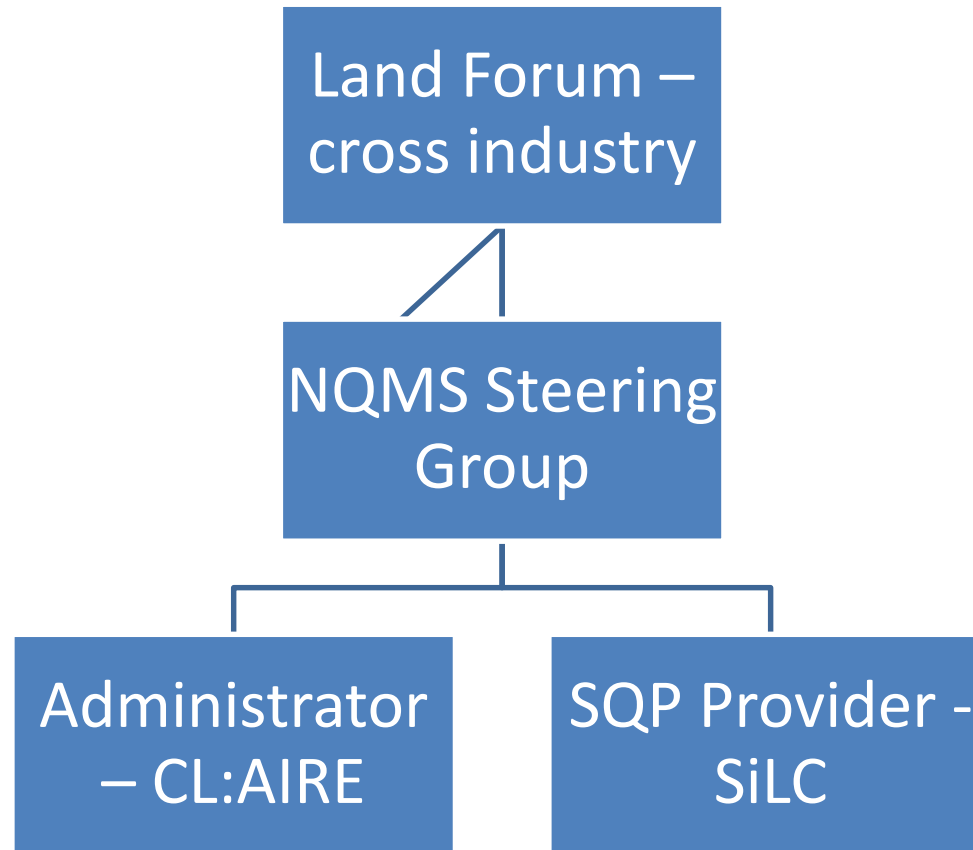 Land Forum –
cross industry
NQMS Steering
Group
Administrator
– CL:AIRE
SQP Provider -
SiLC